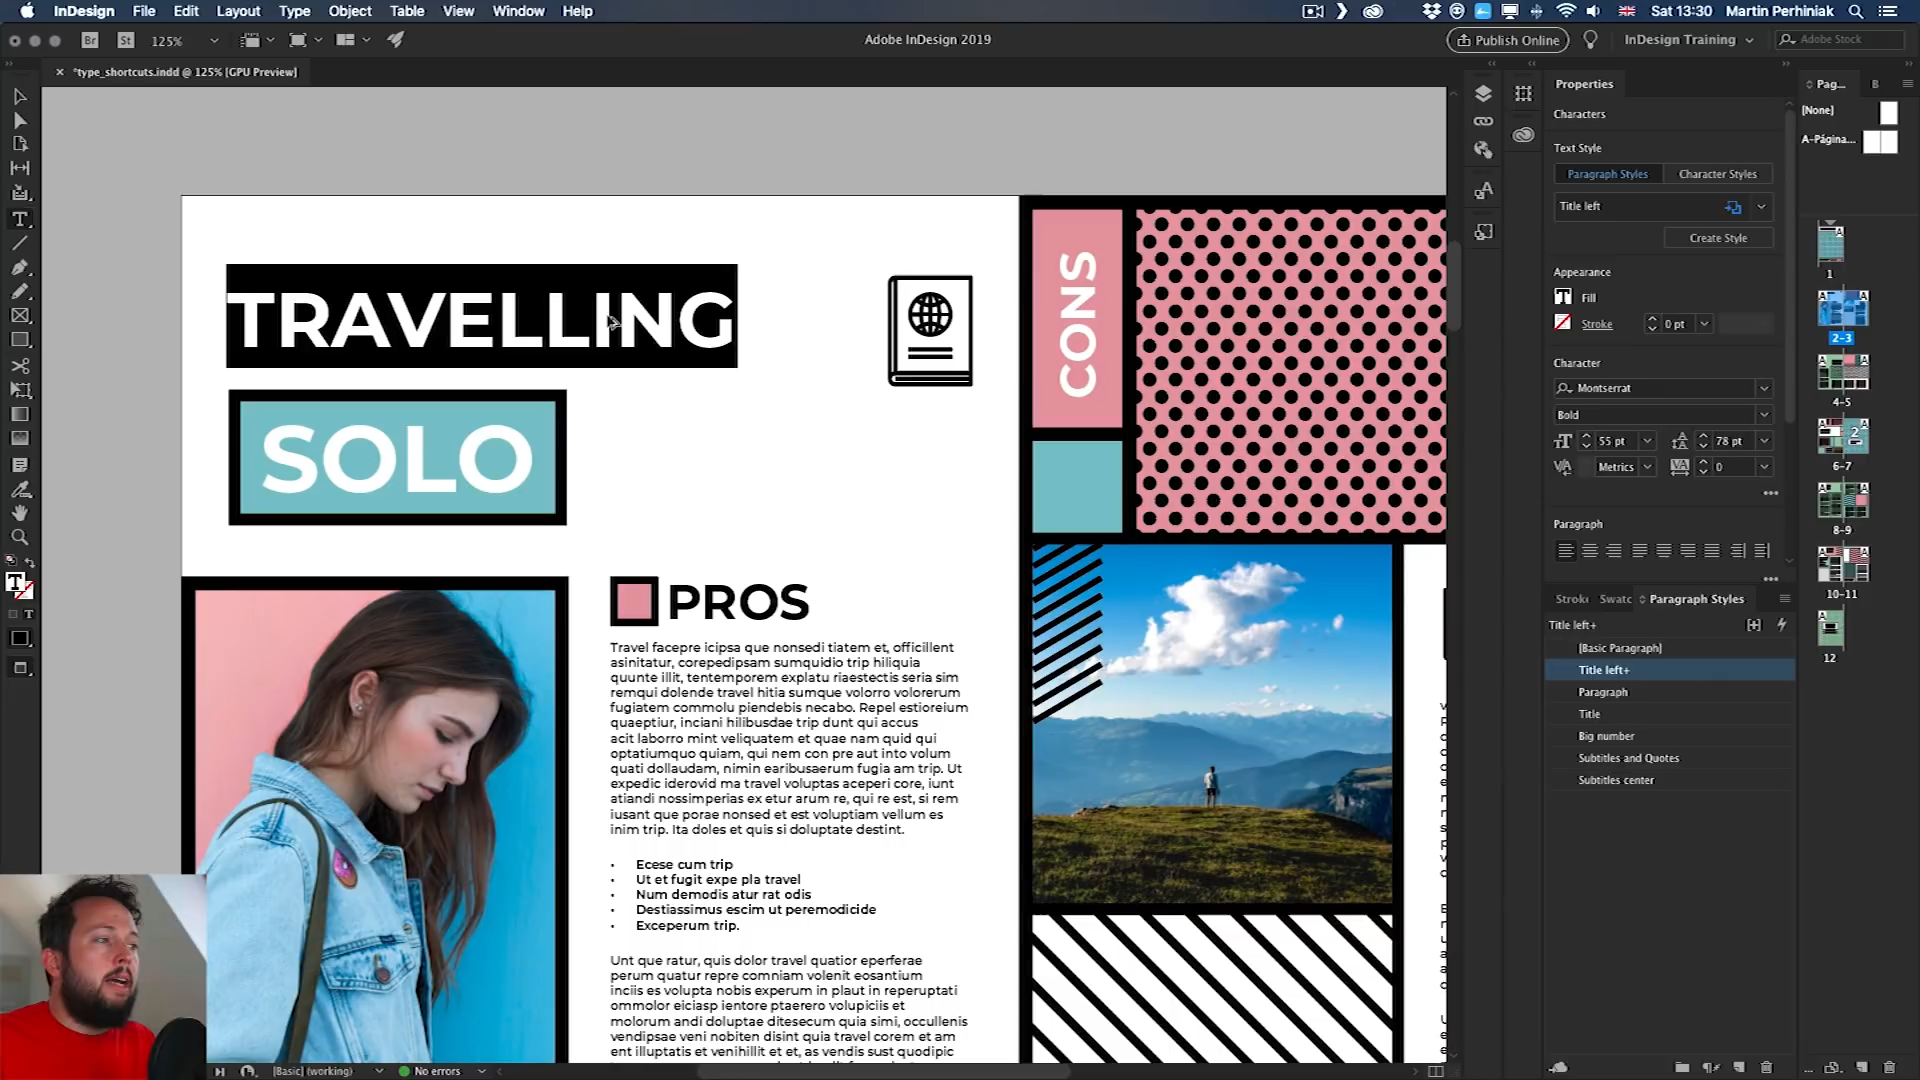 InDesign File Edit Layout Type Object Table View Window Help Sat 13:30 Martin Perhiniak
Br St 125% Adobe InDesign 2019 Publish Online InDesign Training Adobe Stock
*type_shortcuts.indd @ 125% [GPU Preview]
TRAVELLING
SOLO
PROS
Travel facepre icipsa que nonsedi tiatem et, officillent
asinitatur, corepedipsam sumquidio trip hiliquia
quunte illit, tentemporem explatu riaestectis seria sim
remqui dolende travel hitia sumque volorro volorerum
fugiatem commolu piendebis necabo. Repel estioreium
quaeptiur, inciani hilibusdae trip dunt qui accus
acit laborro mint veliquatem et quae nam quid qui
optatiumquo quiam, qui nem con pre aut into volum
quati dollaudam, nimin earibusaerum fugia am trip. Ut
expedic iderovid ma travel voluptas aceperi core, iunt
atiandi nossimperias ex etur arum re, qui re est, si rem
iusant que porae nonsed et est voluptiam vellum es
inim trip. Ita doles et quis si doluptate destint.
• Ecese cum trip
• Ut et fugit expe pla travel
• Num demodis atur rat odis
• Destiassimus escim ut peremodicide
• Exceperum trip.
Unt que ratur, quis dolor travel quatior eperferae
perum quatur repre comniam volenit eosantium
inciis es volupta nobis experum in plaut in reperuptati
ommolor eiciasp ientore ptaerero volupiciis et
molorum andi doluptae ditesecum quia simi, occullenis
vendipsae veni nobiten disint quia travel corem et am
ent illuptatis et venihillit et et, as vendis sust quodipic
CONS
Properties
Characters
Text Style
Paragraph Styles Character Styles
Title left
Create Style
Appearance
Fill
Stroke 0 pt
Character
Montserrat
Bold
55 pt 78 pt
Metrics 0
Paragraph
Stroke Swatc Paragraph Styles
Title left+
[Basic Paragraph]
Title left+
Paragraph
Title
Big number
Subtitles and Quotes
Subtitles center
Pag... B
[None]
A-Página...
1
2-3
4-5
6-7
8-9
10-11
12
[Basic] (working) No errors